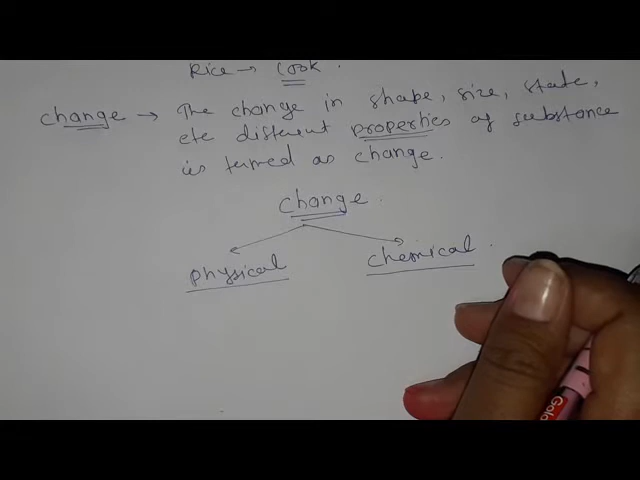 Rice → Cook.
change → The change in shape, size, state,
etc different properties of substance
is termed as change.
Change.
physical chemical.
Gold